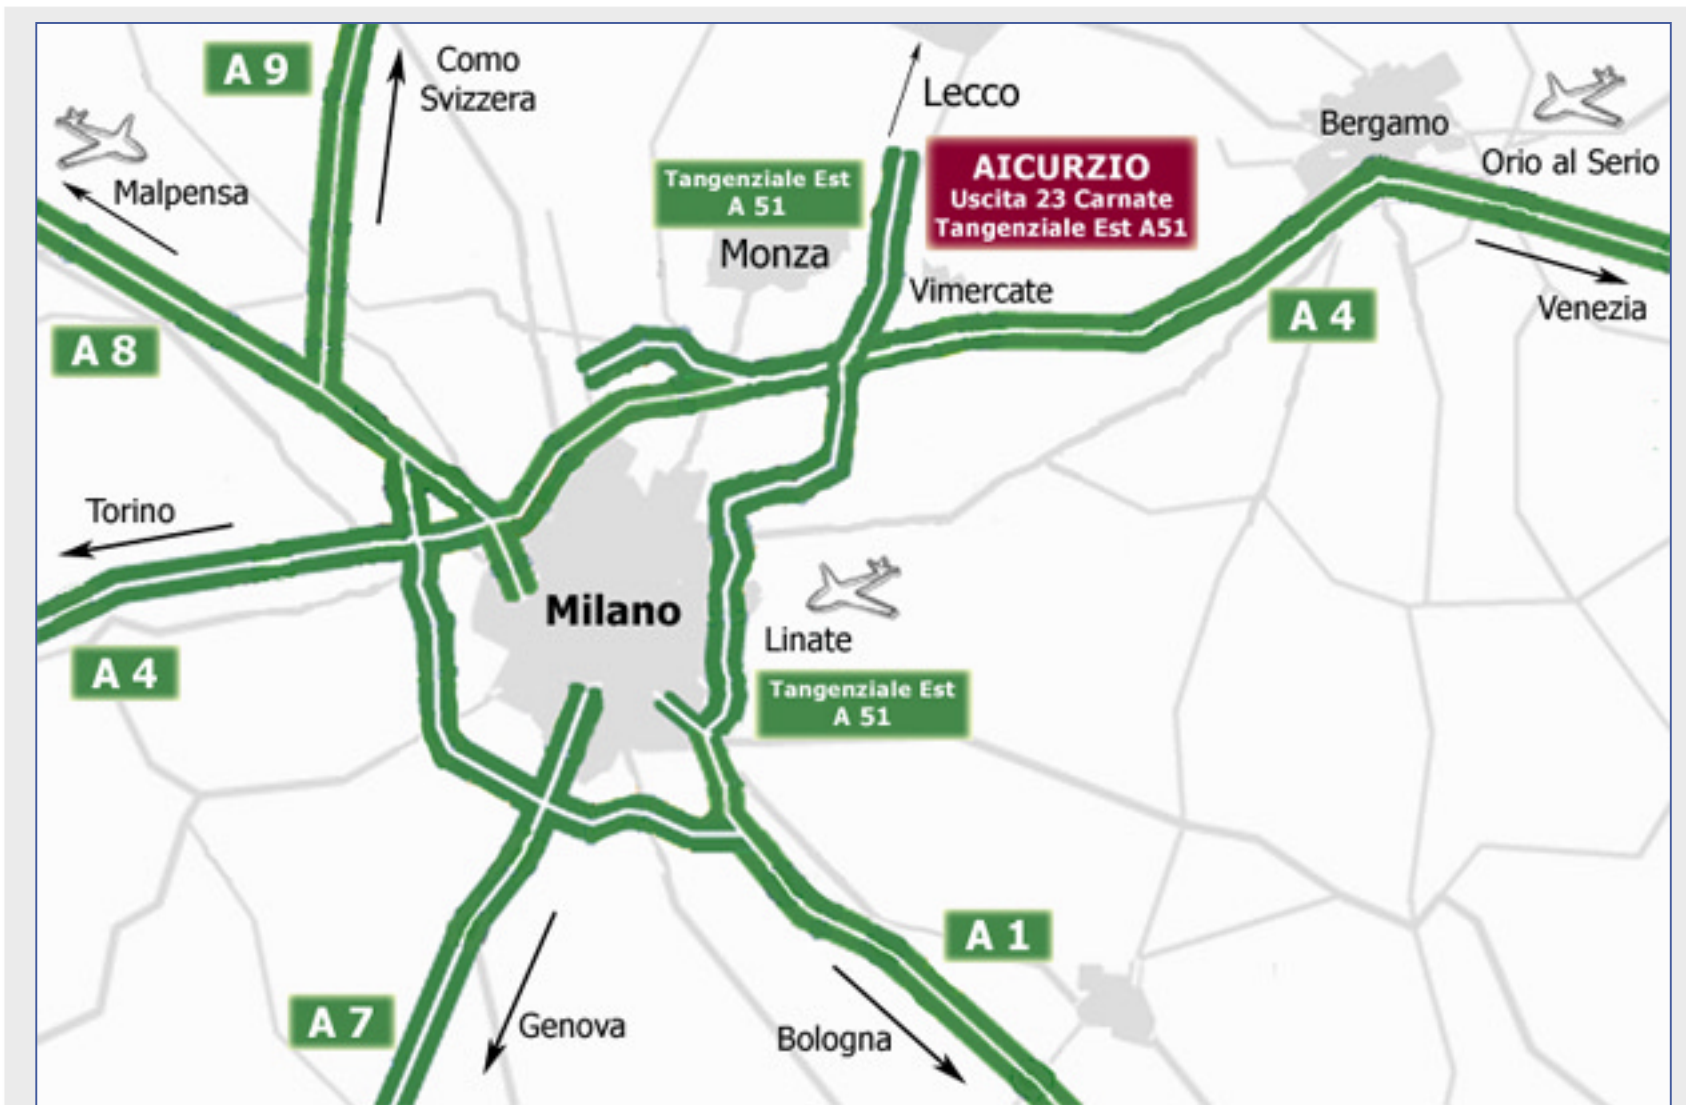 A 9
Como
Svizzera
Lecco
Bergamo
Orio al Serio
Malpensa
Tangenziale Est
A 51
AICURZIO
Uscita 23 Carnate
Tangenziale Est A51
Monza
Vimercate
A 4
Venezia
A 8
Torino
Milano
Linate
A 4
Tangenziale Est
A 51
A 1
A 7
Genova
Bologna